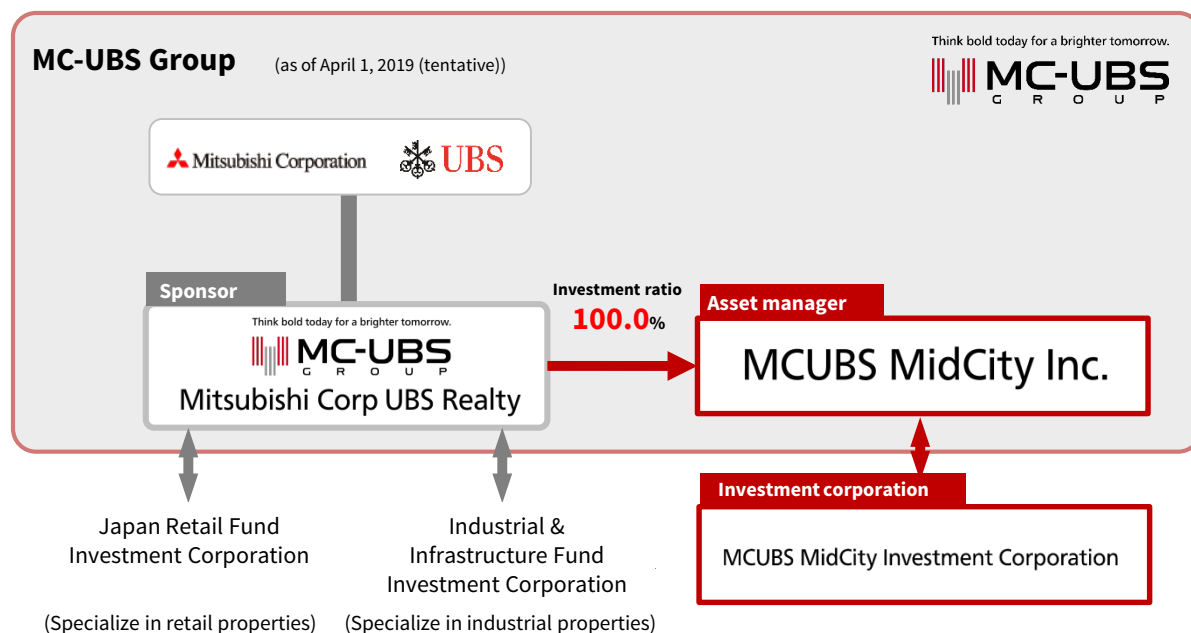 Think bold today for a brighter tomorrow.
MC-UBS Group (as of April 1, 2019 (tentative))
MC-UBS
GROUP
Mitsubishi Corporation UBS
Sponsor
Investment ratio
100.0%
Asset manager
Think bold today for a brighter tomorrow.
MC-UBS
GROUP
Mitsubishi Corp UBS Realty
MCUBS MidCity Inc.
Investment corporation
Japan Retail Fund
Investment Corporation
Industrial &
Infrastructure Fund
Investment Corporation
MCUBS MidCity Investment Corporation
(Specialize in retail properties)
(Specialize in industrial properties)